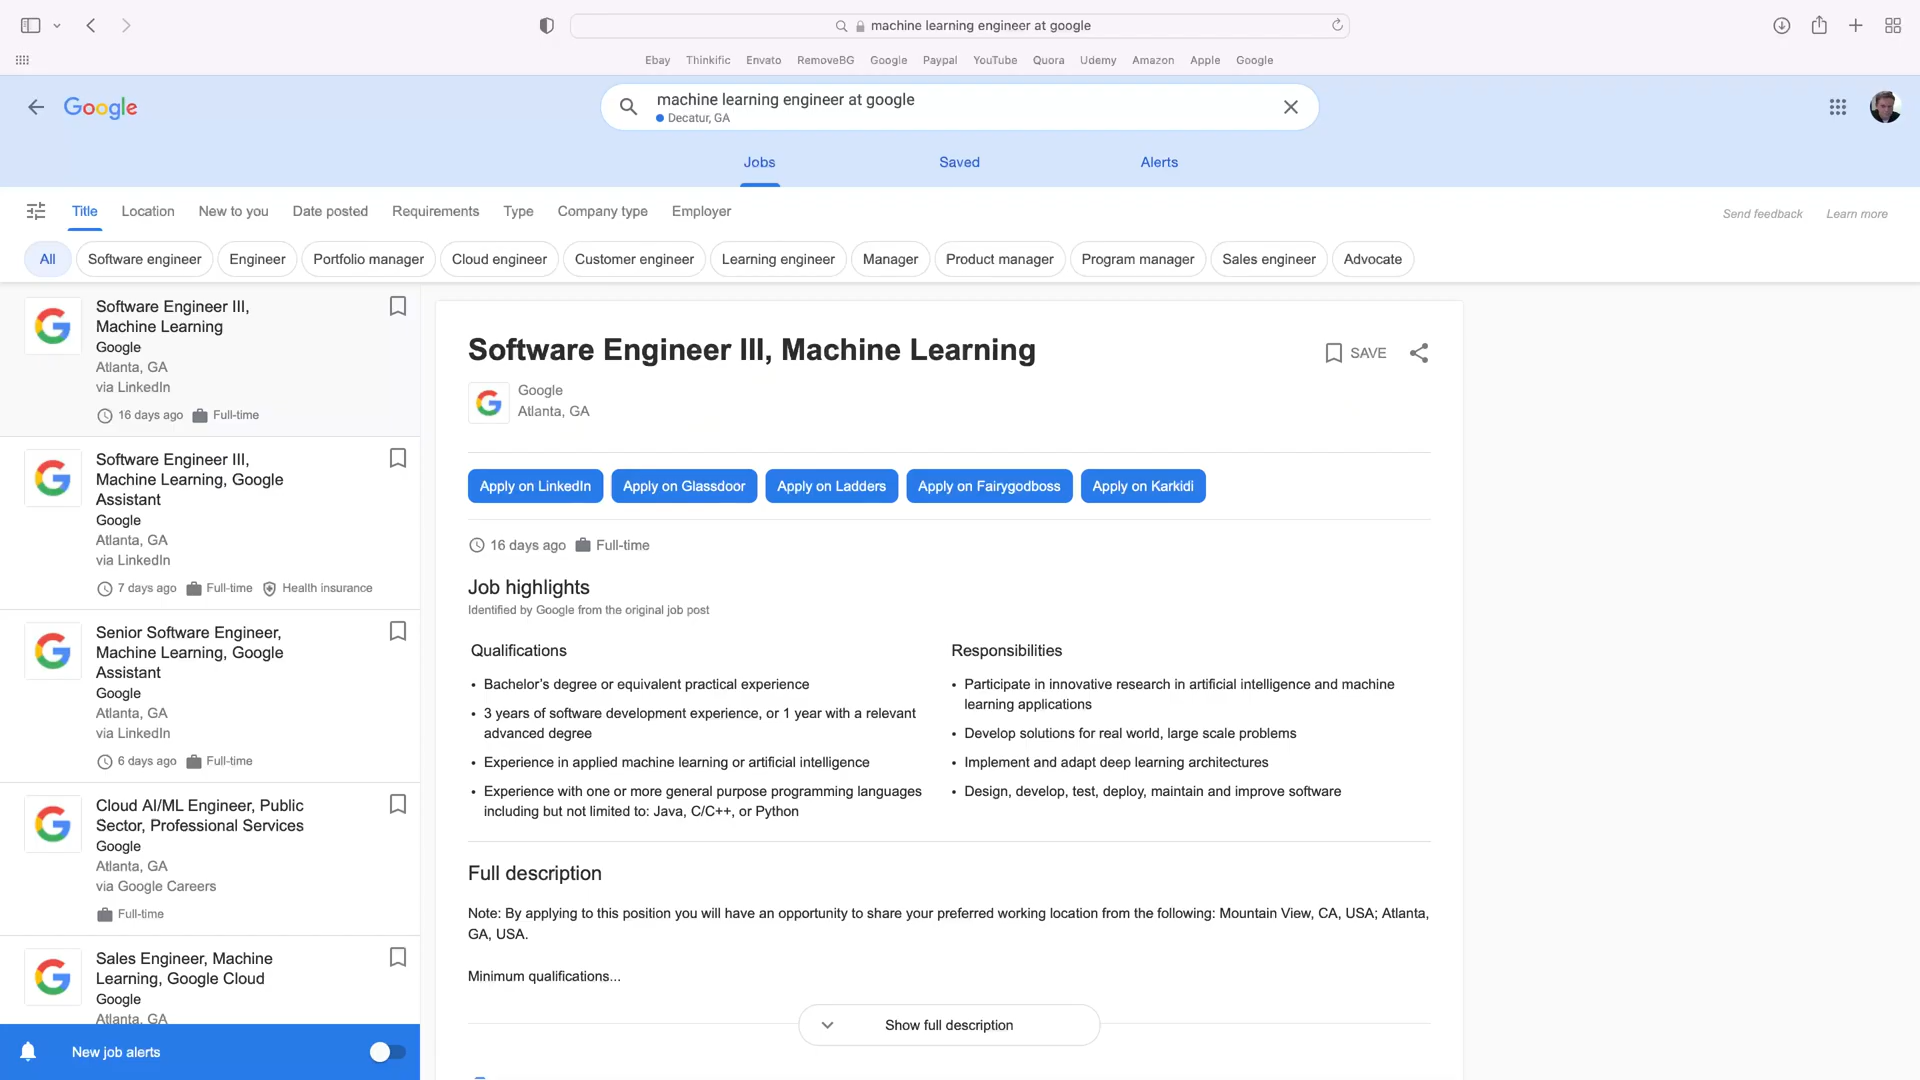 machine learning engineer at google
Ebay Thinkific Envato RemoveBG Google Paypal YouTube Quora Udemy Amazon Apple Google
Google
machine learning engineer at google
Decatur, GA
Jobs Saved Alerts
Title Location New to you Date posted Requirements Type Company type Employer
Send feedback Learn more
All Software engineer Engineer Portfolio manager Cloud engineer Customer engineer Learning engineer Manager Product manager Program manager Sales engineer Advocate
Software Engineer III,
Machine Learning
Google
Atlanta, GA
via LinkedIn
16 days ago Full-time
Software Engineer III,
Machine Learning, Google
Assistant
Google
Atlanta, GA
via LinkedIn
7 days ago Full-time Health insurance
Senior Software Engineer,
Machine Learning, Google
Assistant
Google
Atlanta, GA
via LinkedIn
6 days ago Full-time
Cloud AI/ML Engineer, Public
Sector, Professional Services
Google
Atlanta, GA
via Google Careers
Full-time
Sales Engineer, Machine
Learning, Google Cloud
Google
Atlanta, GA
New job alerts
Software Engineer III, Machine Learning
SAVE
Google
Atlanta, GA
Apply on LinkedIn Apply on Glassdoor Apply on Ladders Apply on Fairygodboss Apply on Karkidi
16 days ago Full-time
Job highlights
Identified by Google from the original job post
Qualifications
• Bachelor's degree or equivalent practical experience
• 3 years of software development experience, or 1 year with a relevant
advanced degree
• Experience in applied machine learning or artificial intelligence
• Experience with one or more general purpose programming languages
including but not limited to: Java, C/C++, or Python
Responsibilities
• Participate in innovative research in artificial intelligence and machine
learning applications
• Develop solutions for real world, large scale problems
• Implement and adapt deep learning architectures
• Design, develop, test, deploy, maintain and improve software
Full description
Note: By applying to this position you will have an opportunity to share your preferred working location from the following: Mountain View, CA, USA; Atlanta,
GA, USA.
Minimum qualifications...
Show full description